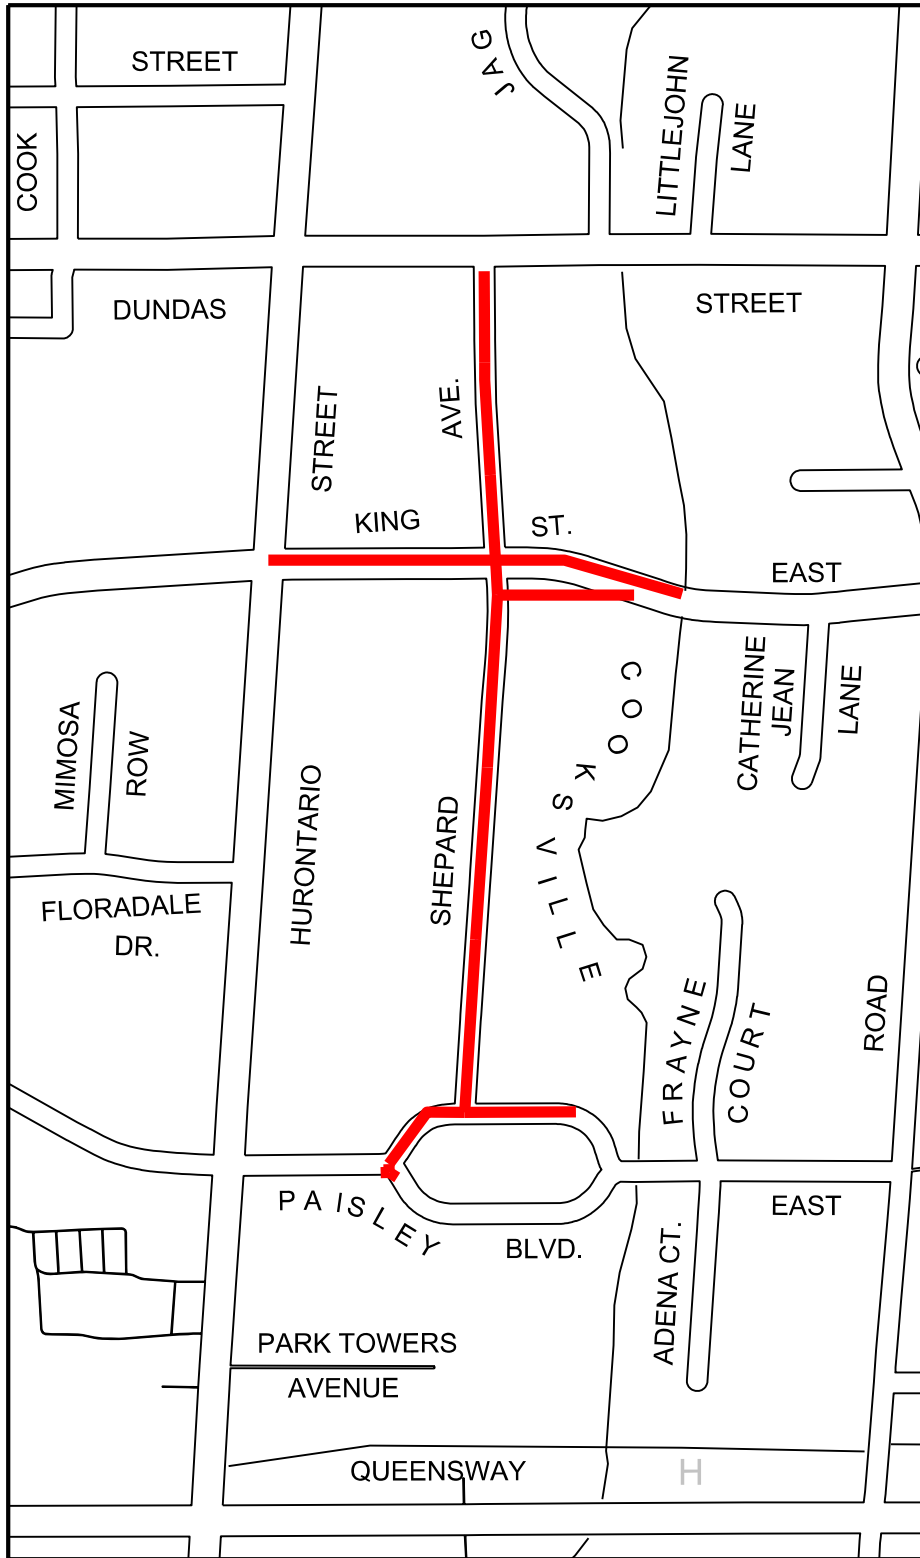 STREET
JAG
COOK
LITTLEJOHN
LANE
DUNDAS
STREET
STREET
AVE.
KING
ST.
EAST
COOKSVILLE
CATHERINE
JEAN
LANE
MIMOSA
ROW
HURONTARIO
SHEPARD
FLORADALE
DR.
FRAYNE
COURT
ROAD
PAISLEY
BLVD.
EAST
ADENA CT.
PARK TOWERS
AVENUE
QUEENSWAY
H